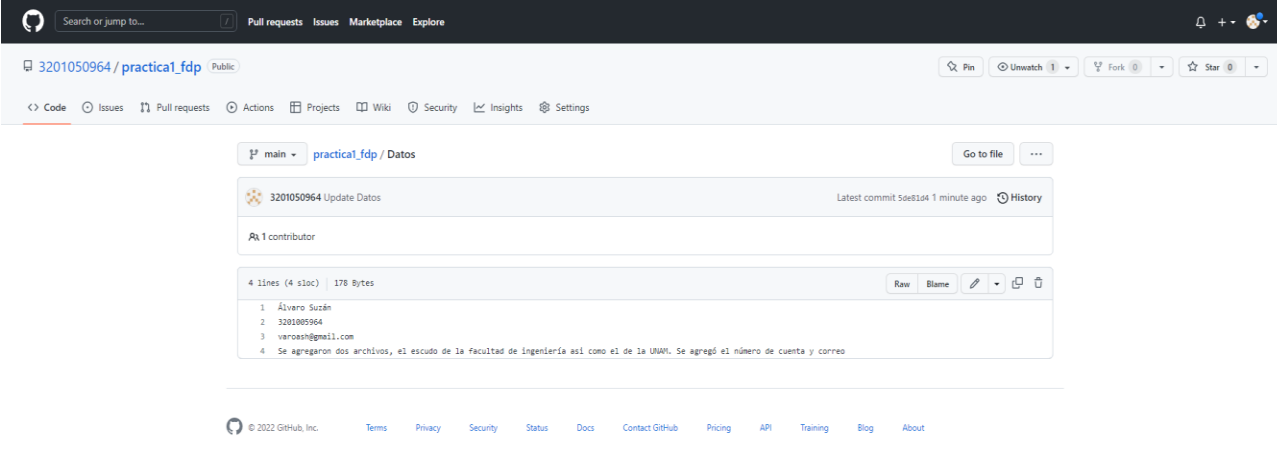 Search or jump to... / Pull requests Issues Marketplace Explore
3201050964 / practica1_fdp Public Pin Unwatch 1 Fork 0 Star 0
<> Code Issues Pull requests Actions Projects Wiki Security Insights Settings
main practica1_fdp / Datos Go to file ...
3201050964 Update Datos Latest commit 5de81d4 1 minute ago History
1 contributor
4 lines (4 sloc) 178 Bytes Raw Blame
1 Álvaro Suzán
2 3201005964
3 varoash@gmail.com
4 Se agregaron dos archivos, el escudo de la facultad de ingeniería así como el de la UNAM. Se agregó el número de cuenta y correo
© 2022 GitHub, Inc. Terms Privacy Security Status Docs Contact GitHub Pricing API Training Blog About